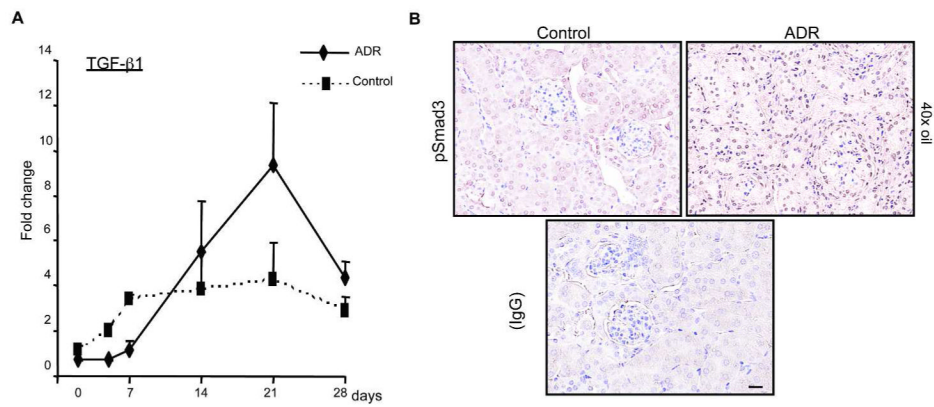 A
TGF-β1
ADR
Control
Fold change
14
12
10
8
6
4
2
0
0 7 14 21 28 days
B
Control ADR
pSmad3
40x oil
(IgG)